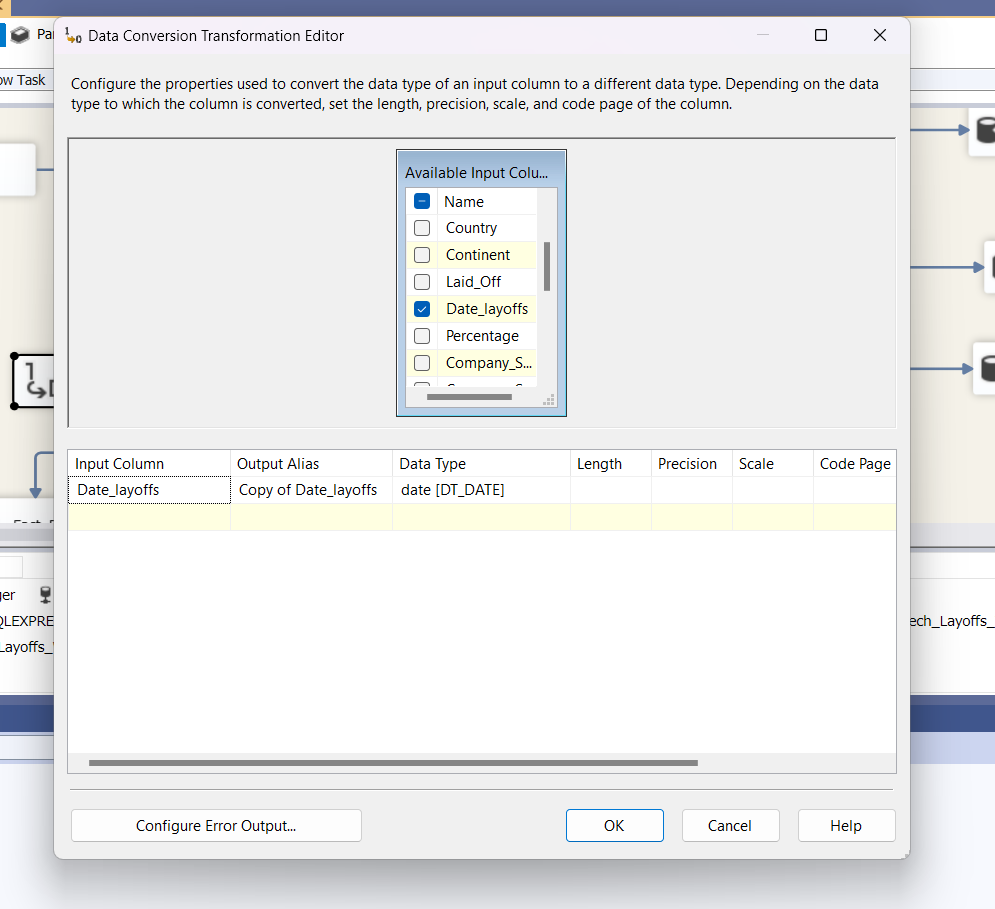 Pa
Data Conversion Transformation Editor
ow Task
Configure the properties used to convert the data type of an input column to a different data type. Depending on the data
type to which the column is converted, set the length, precision, scale, and code page of the column.
Available Input Colu...
Name
Country
Continent
Laid_Off
Date_layoffs
Percentage
Company_S...
Input Column Output Alias Data Type Length Precision Scale Code Page
Date_layoffs Copy of Date_layoffs date [DT_DATE]
ger
QLEXPRE
ech_Layoffs_
Layoffs_
Configure Error Output...
OK
Cancel
Help